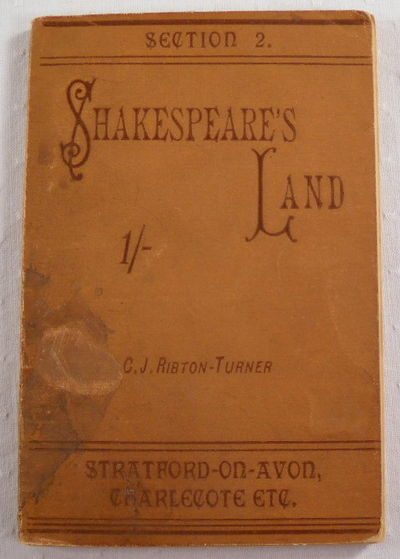 SECTION 2.
SHAKESPEARE'S
LAND
1/-
C. J. RIBTON-TURNER
STRATFORD-ON-AVON,
CHARLECOTE ETC.